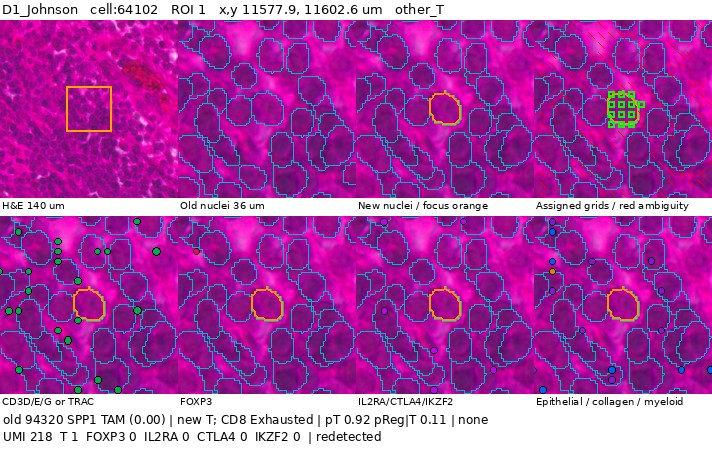 D1_Johnson cell:64102 ROI 1 x,y 11577.9, 11602.6 um other_T
H&E 140 um
Old nuclei 36 um
New nuclei / focus orange
Assigned grids / red ambiguity
CD3D/E/G or TRAC
FOXP3
IL2RA/CTLA4/IKZF2
Epithelial / collagen / myeloid
old 94320 SPP1 TAM (0.00) | new T; CD8 Exhausted | pT 0.92 pReg|T 0.11 | none
UMI 218 T 1 FOXP3 0 IL2RA 0 CTLA4 0 IKZF2 0 | redetected